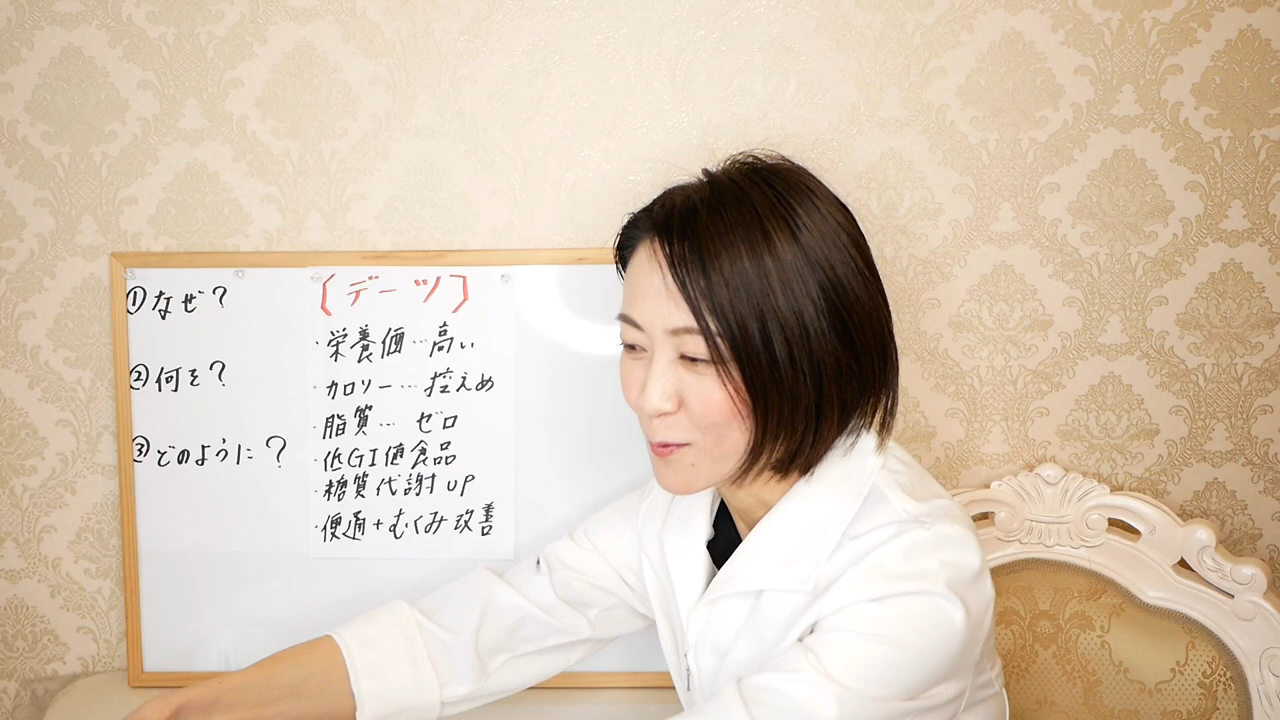 ①なぜ?
②何を?
③どのように?
[デーツ]
・栄養価…高い
・カロリー…控えめ
・脂質…ゼロ
・低GI値食品
・糖質代謝UP
・便通+むくみ改善